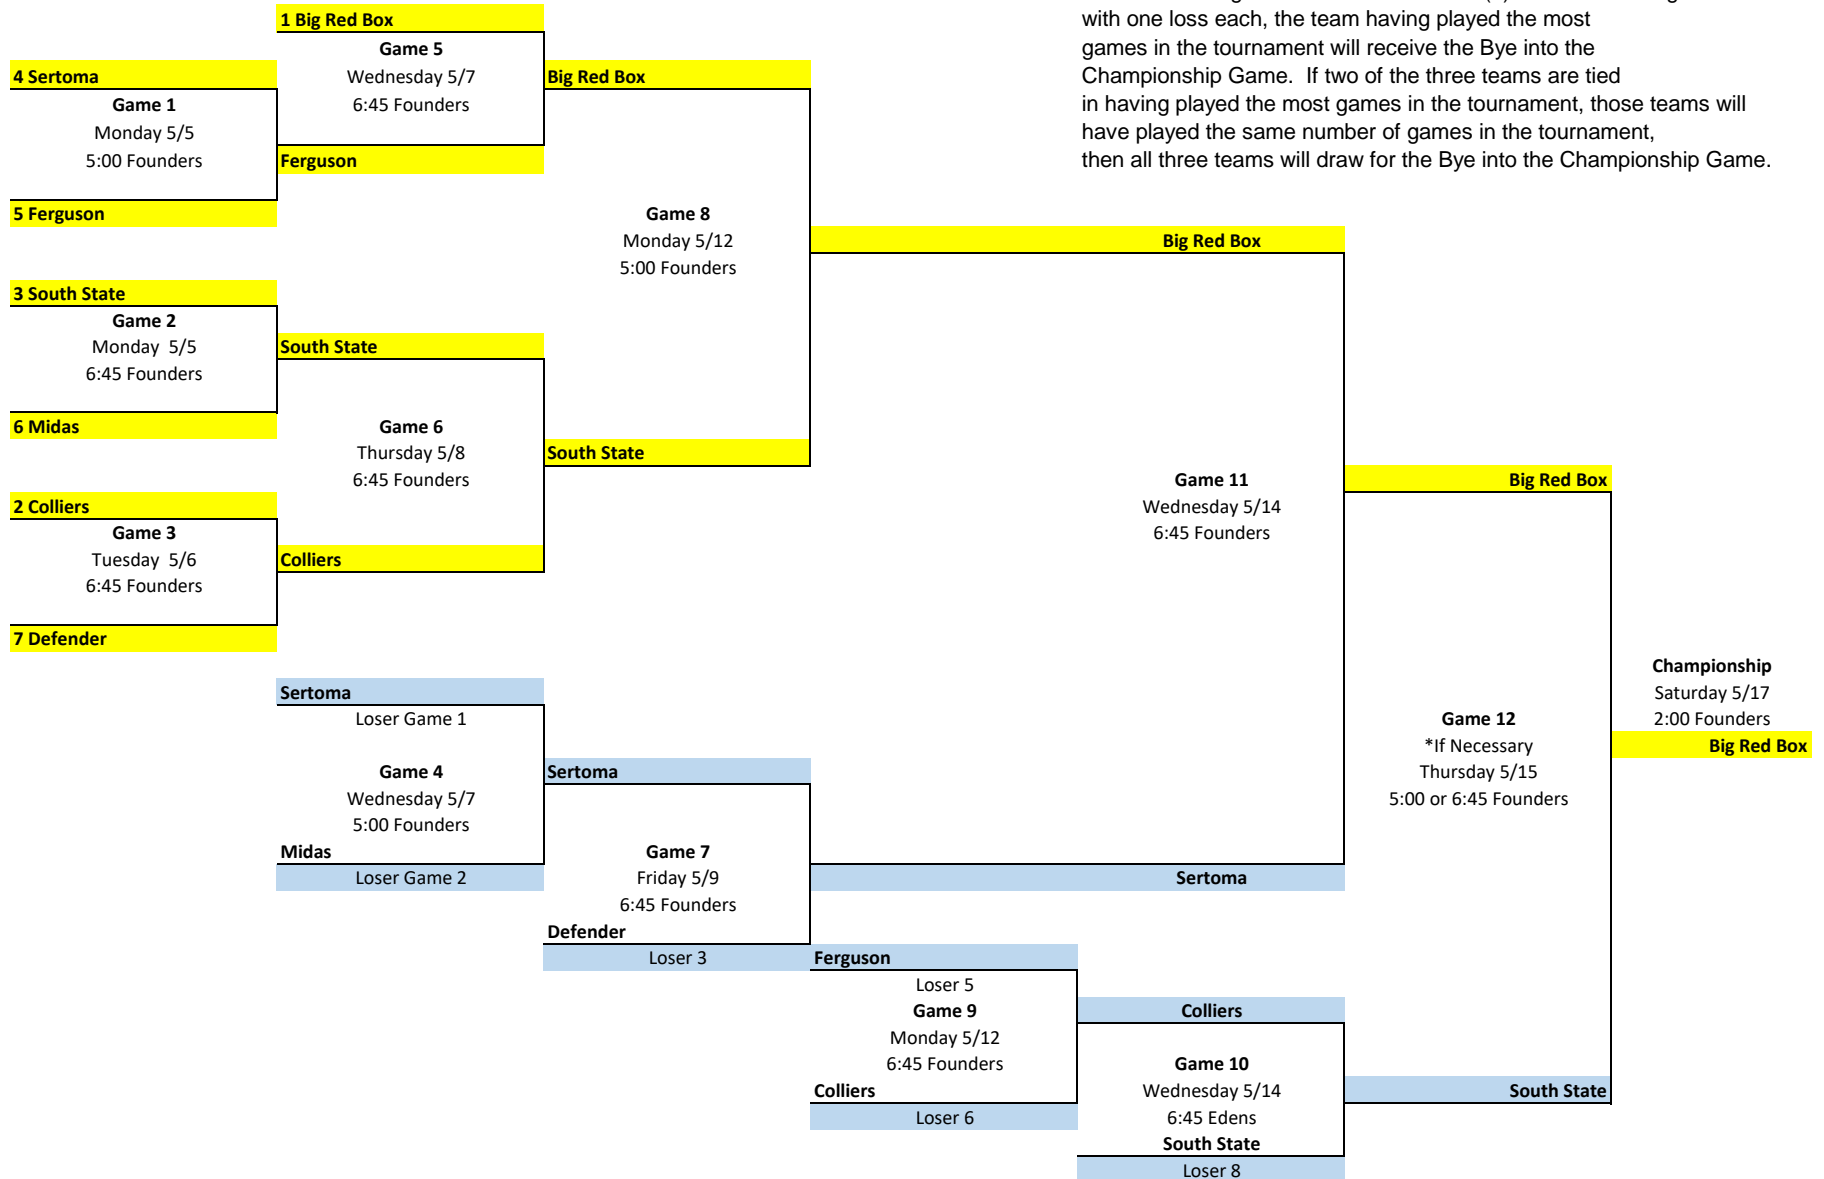 with one loss each, the team having played the most
games in the tournament will receive the Bye into the
Championship Game. If two of the three teams are tied
in having played the most games in the tournament, those teams will
have played the same number of games in the tournament,
then all three teams will draw for the Bye into the Championship Game.
1 Big Red Box
Game 5
Wednesday 5/7
6:45 Founders
Ferguson
4 Sertoma
Game 1
Monday 5/5
5:00 Founders
5 Ferguson
Big Red Box
Game 8
Monday 5/12
5:00 Founders
South State
Big Red Box
3 South State
Game 2
Monday 5/5
6:45 Founders
6 Midas
South State
Game 6
Thursday 5/8
6:45 Founders
Colliers
2 Colliers
Game 3
Tuesday 5/6
6:45 Founders
7 Defender
Game 11
Wednesday 5/14
6:45 Founders
Big Red Box
Sertoma
Loser Game 1
Game 4
Wednesday 5/7
5:00 Founders
Midas
Loser Game 2
Sertoma
Game 7
Friday 5/9
6:45 Founders
Defender
Loser 3
Sertoma
Game 12
*If Necessary
Thursday 5/15
5:00 or 6:45 Founders
Championship
Saturday 5/17
2:00 Founders
Big Red Box
Ferguson
Loser 5
Game 9
Monday 5/12
6:45 Founders
Colliers
Loser 6
Colliers
Game 10
Wednesday 5/14
6:45 Edens
South State
Loser 8
South State